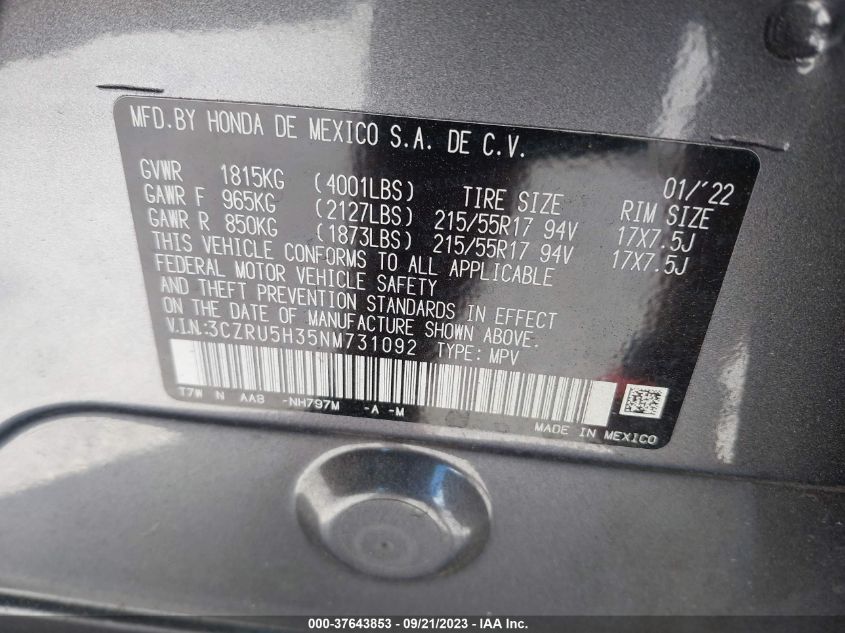 MFD.BY HONDA DE MEXICO S.A. DE C.V.
01/'22
GVWR 1815KG (4001LBS) TIRE SIZE RIM SIZE
GAWR F 965KG (2127LBS) 215/55R17 94V 17X7.5J
GAWR R 850KG (1873LBS) 215/55R17 94V 17X7.5J
THIS VEHICLE CONFORMS TO ALL APPLICABLE
FEDERAL MOTOR VEHICLE SAFETY
AND THEFT PREVENTION STANDARDS IN EFFECT
ON THE DATE OF MANUFACTURE SHOWN ABOVE.
V.I.N.:3CZRU5H35NM731092 TYPE: MPV
T7W N AAB -NH797M -A -M
MADE IN MEXICO
000-37643853 - 09/21/2023 - © IAA, Inc.